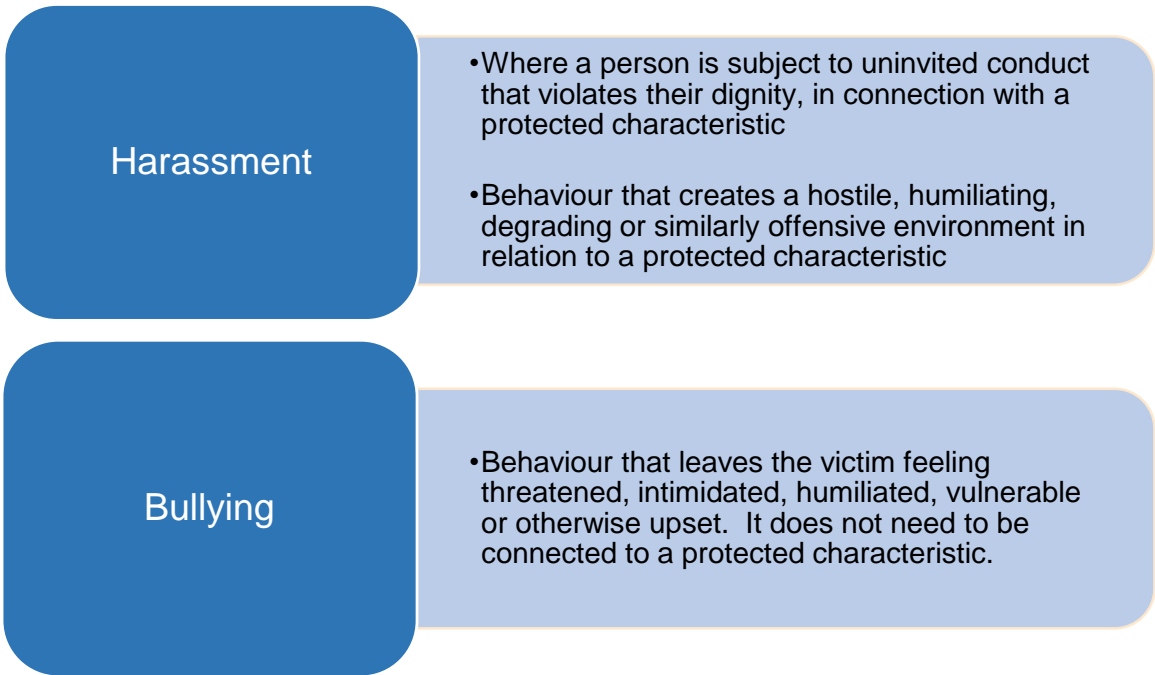 Harassment
•Where a person is subject to uninvited conduct
that violates their dignity, in connection with a
protected characteristic
•Behaviour that creates a hostile, humiliating,
degrading or similarly offensive environment in
relation to a protected characteristic
Bullying
•Behaviour that leaves the victim feeling
threatened, intimidated, humiliated, vulnerable
or otherwise upset.  It does not need to be
connected to a protected characteristic.